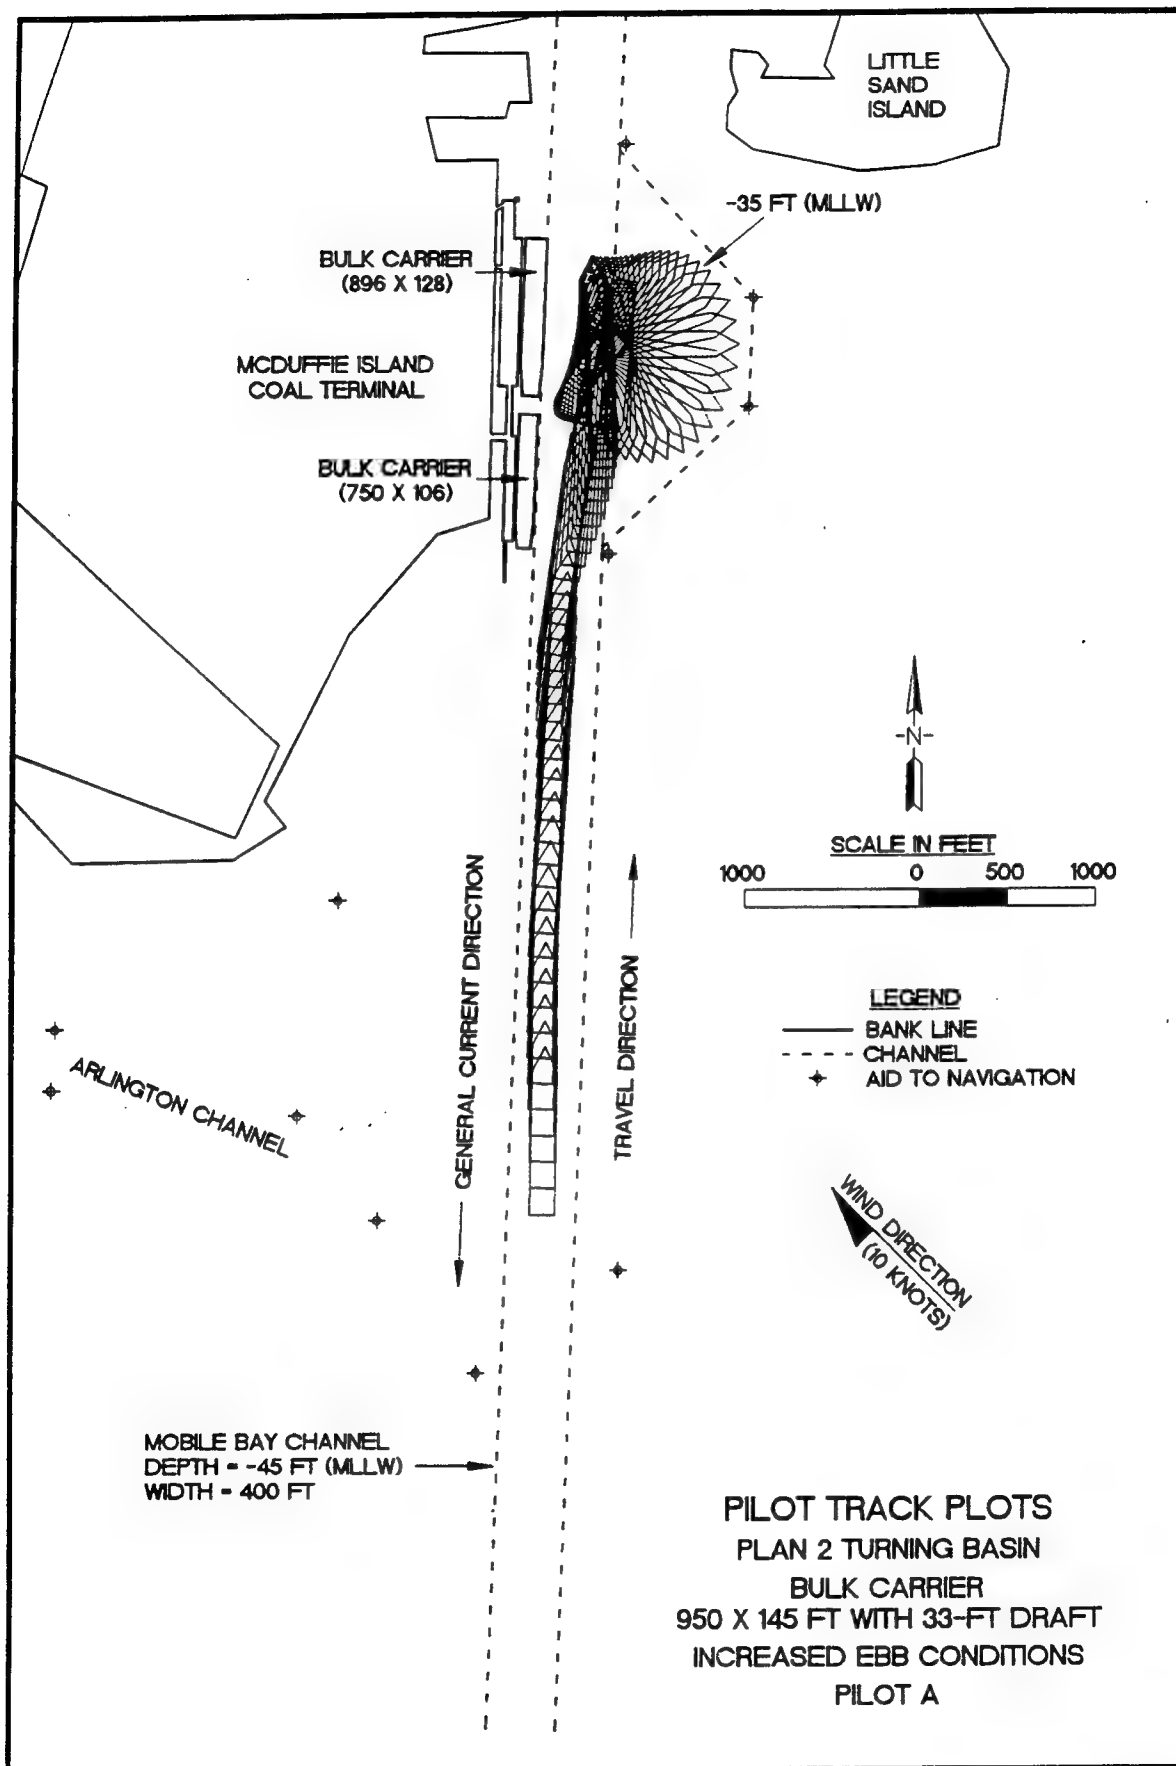 LITTLE
SAND
ISLAND
-35 FT (MLLW)
BULK CARRIER
(896 X 128)
MCDUFFIE ISLAND
COAL TERMINAL
BULK CARRIER
(750 X 106)
-N-
SCALE IN FEET
1000 0 500 1000
GENERAL CURRENT DIRECTION
TRAVEL DIRECTION
LEGEND
BANK LINE
CHANNEL
AID TO NAVIGATION
ARLINGTON CHANNEL
WIND DIRECTION
(10 KNOTS)
MOBILE BAY CHANNEL
DEPTH = -45 FT (MLLW)
WIDTH = 400 FT
PILOT TRACK PLOTS
PLAN 2 TURNING BASIN
BULK CARRIER
950 X 145 FT WITH 33-FT DRAFT
INCREASED EBB CONDITIONS
PILOT A